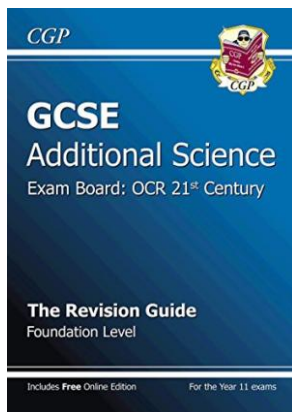 CGP
CGP
CGP
GCSE
Additional Science
Exam Board: OCR 21st Century
The Revision Guide
Foundation Level
Includes Free Online Edition For the Year 11 exams